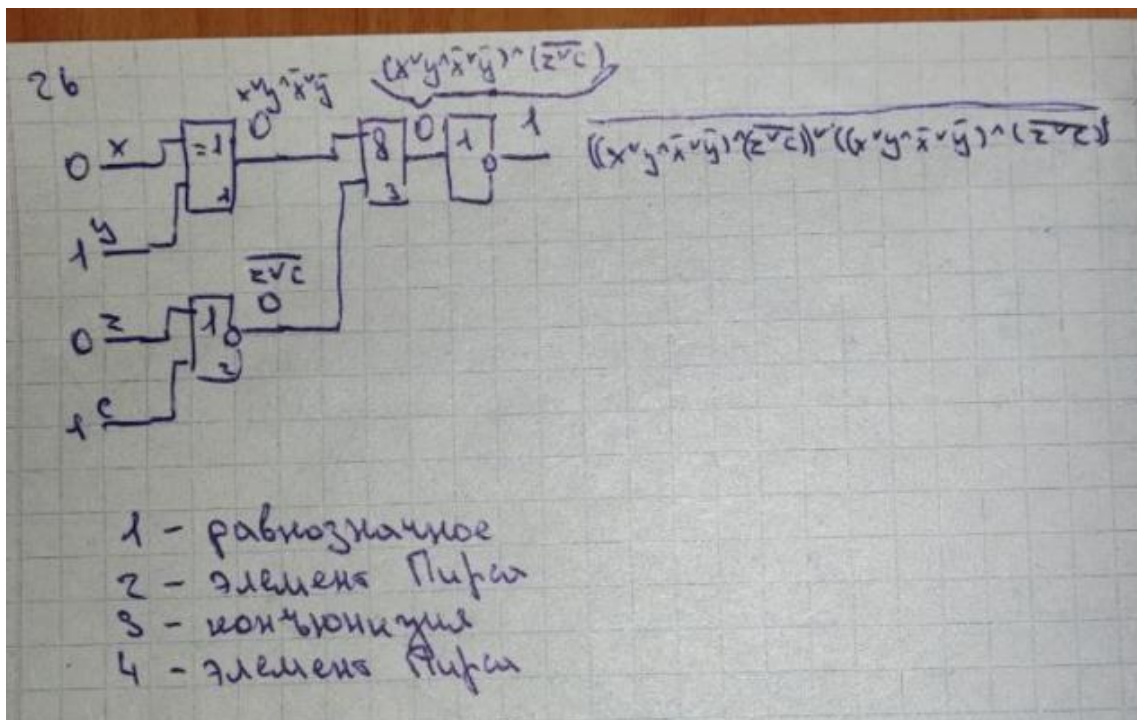 26
(x∨y∧x̄∨ȳ)∧(z̅∨̅c̅)
x∨y∧x̄∨ȳ
0 x =1 0 & 0 1 1
1
3
((x∨y∧x̄∨ȳ)∧(z̅∨̅c̅))∨((x∨y∧x̄∨ȳ)∧(z̅∨̅c̅))
1 y
z̅∨̅c̅
0 z 1 0
2
1 c
1 - равнозначное
2 - элемент Пирса
3 - конъюнкция
4 - элемент Пирса